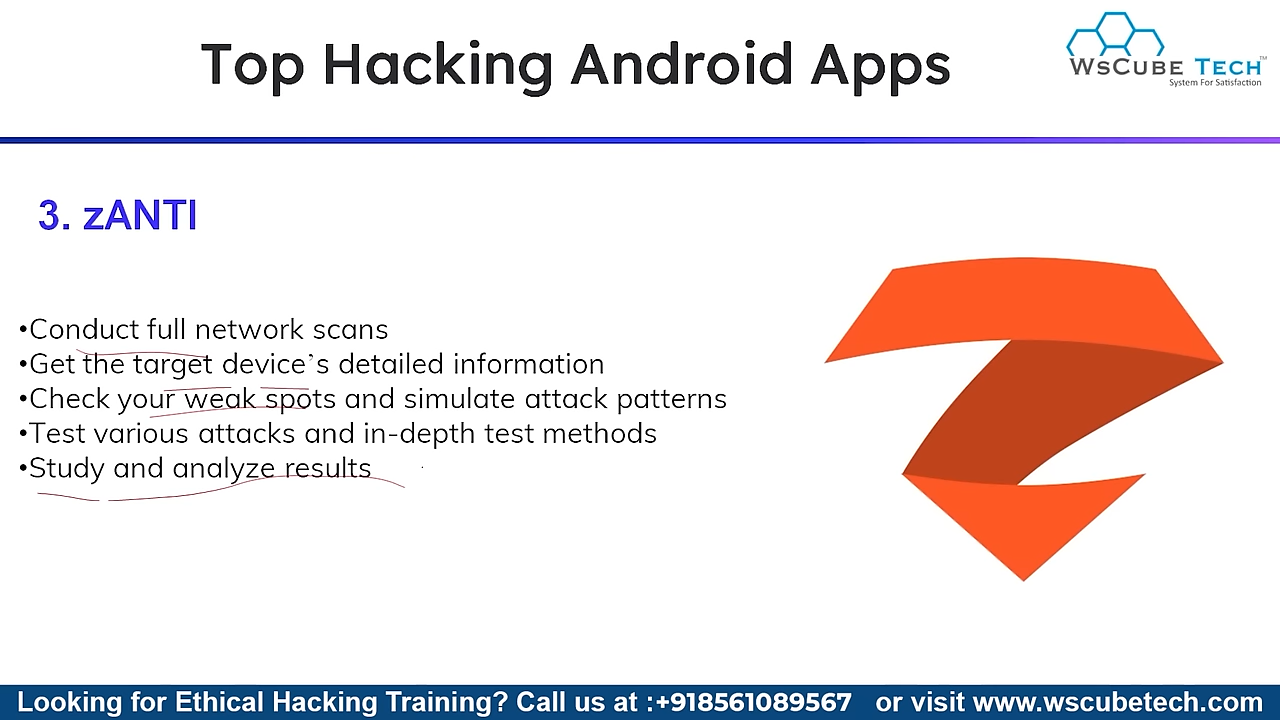 Top Hacking Android Apps
WSCUBE TECH™
System For Satisfaction
3. zANTI
•Conduct full network scans
•Get the target device’s detailed information
•Check your weak spots and simulate attack patterns
•Test various attacks and in-depth test methods
•Study and analyze results
Looking for Ethical Hacking Training? Call us at :+918561089567 or visit www.wscubetech.com